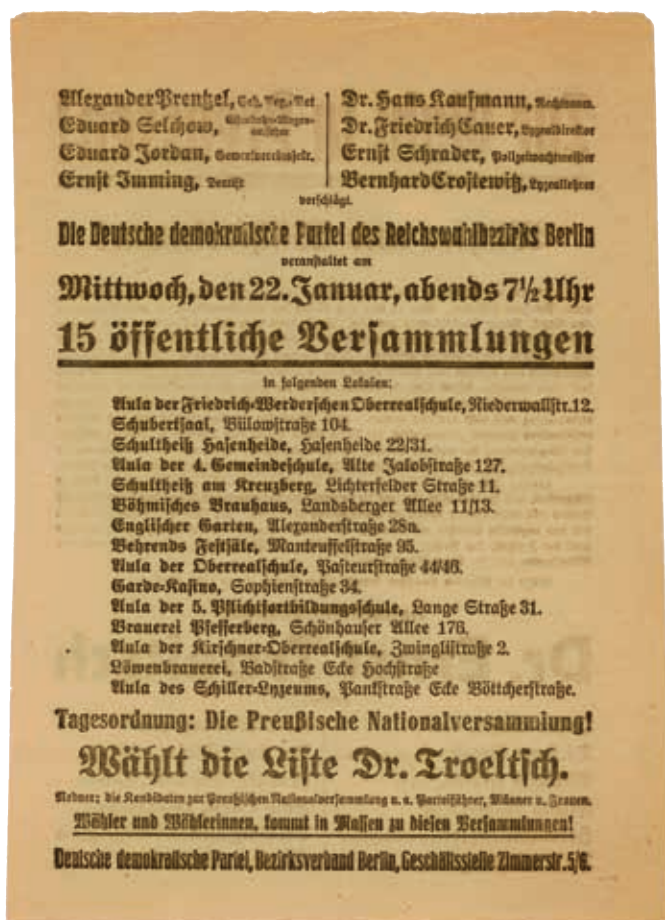 Alexander Prentzel, Geh. Reg.-Rat
Eduard Selchow,
Eduard Jordan, Gewerkvereinssekr.
Ernst Imming, Dentist
Dr. Hans Kaufmann, Rechtsanw.
Dr. Friedrich Cauer, Lyzealdirektor
Ernst Schrader, Polizeiwachtmeister
Bernhard Crostewitz, Lyzeallehrer
vorschlägt.
Die Deutsche demokratische Partei des Reichswahlbezirks Berlin
veranstaltet am
Mittwoch, den 22. Januar, abends 7½ Uhr
15 öffentliche Versammlungen
in folgenden Lokalen:
Aula der Friedrich-Werderschen Oberrealschule, Niederwallstr. 12.
Schubertsaal, Bülowstraße 104.
Schultheiß Hasenheide, Hasenheide 22/31.
Aula der 4. Gemeindeschule, Alte Jakobstraße 127.
Schultheiß am Kreuzberg, Lichterfelder Straße 11.
Böhmisches Brauhaus, Landsberger Allee 11/13.
Englischer Garten, Alexanderstraße 28a.
Behrends Festsäle, Manteuffelstraße 95.
Aula der Oberrealschule, Pasteurstraße 44/46.
Garde-Kasino, Sophienstraße 34.
Aula der 5. Pflichtfortbildungsschule, Lange Straße 31.
Brauerei Pfefferberg, Schönhauser Allee 176.
Aula der Kirschner-Oberrealschule, Zwinglistraße 2.
Löwenbrauerei, Badstraße Ecke Hochstraße
Aula des Schiller-Lyzeums, Pankstraße Ecke Böttcherstraße.
Tagesordnung: Die Preußische Nationalversammlung!
Wählt die Liste Dr. Troeltsch.
Redner: die Kandidaten zur Preußischen Nationalversammlung u. a. Parteiführer, Männer u. Frauen.
Wähler und Wählerinnen, kommt in Massen zu diesen Versammlungen!
Deutsche demokratische Partei, Bezirksverband Berlin, Geschäftsstelle Zimmerstr. 5/6.